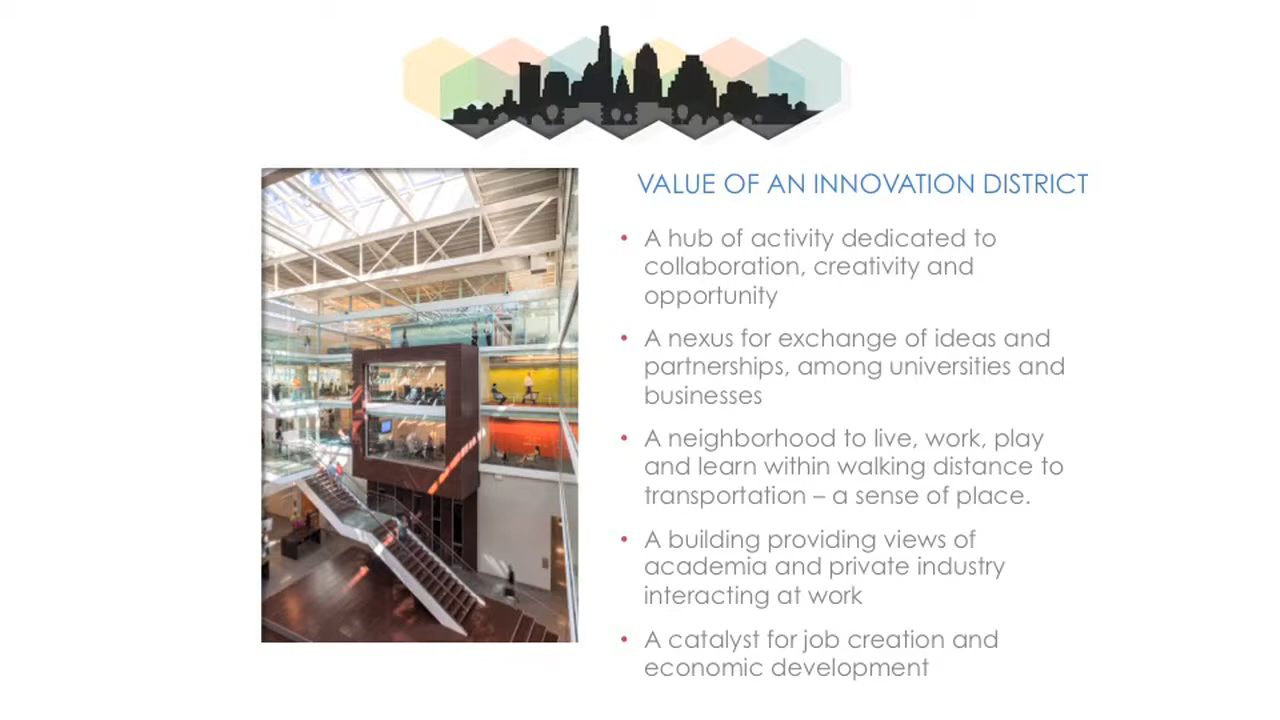 VALUE OF AN INNOVATION DISTRICT
• A hub of activity dedicated to
collaboration, creativity and
opportunity
• A nexus for exchange of ideas and
partnerships, among universities and
businesses
• A neighborhood to live, work, play
and learn within walking distance to
transportation – a sense of place.
• A building providing views of
academia and private industry
interacting at work
• A catalyst for job creation and
economic development